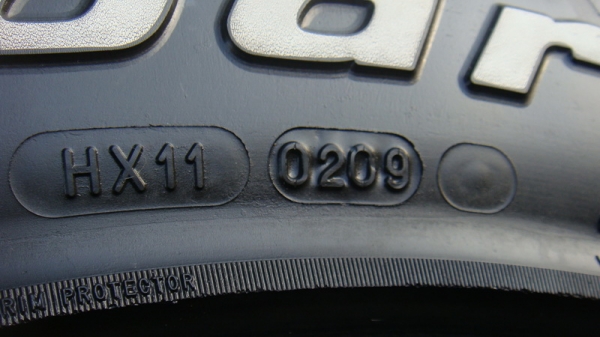 HX11 0209
RIM PROTECTOR